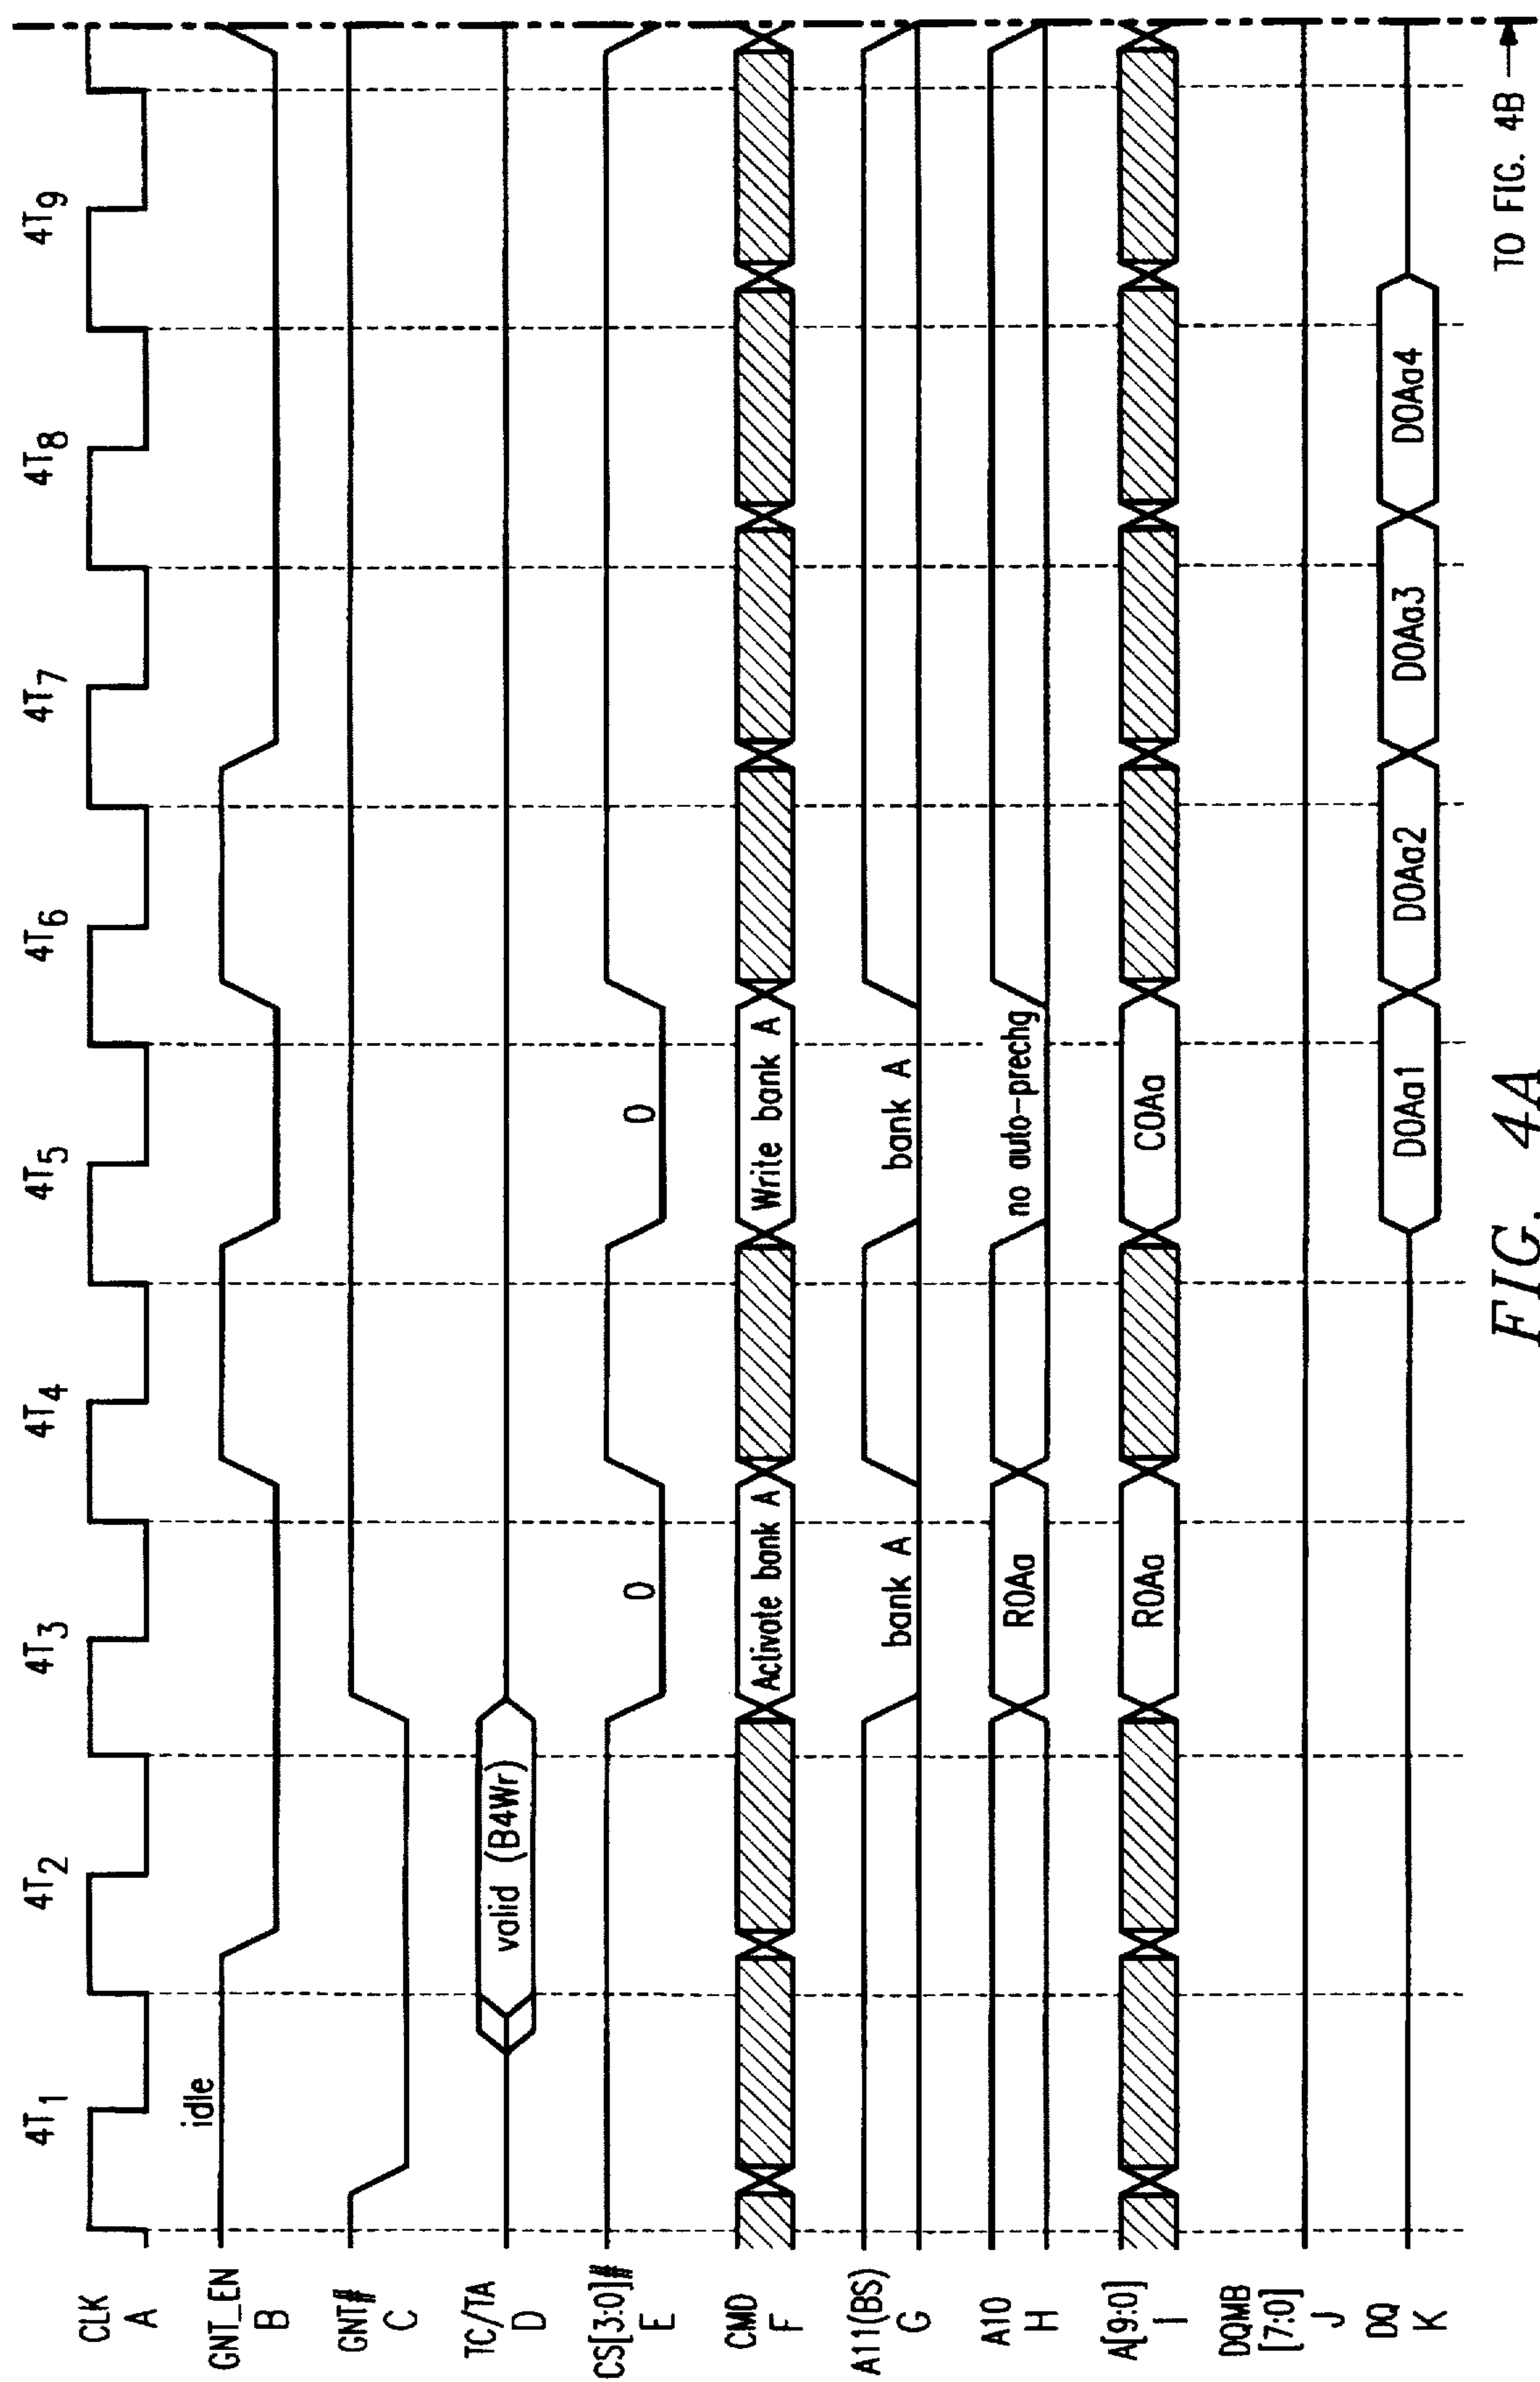 4T1 4T2 4T3 4T4 4T5 4T6 4T7 4T8 4T9
CLK
A
GNT_EN
B
idle
GNT#
C
TC/TA
D
valid (B4Wr)
CS[3:0]#
E
0 0
CMD
F
Activate bank A Write bank A
A11(BS)
G
bank A bank A
A10
H
R0Aa no auto-prechg
A[9:0]
I
R0Aa C0Aa
DQMB
[7:0]
J
DQ
K
D0Aa1 D0Aa2 D0Aa3 D0Aa4
TO FIG. 4B
FIG. 4A